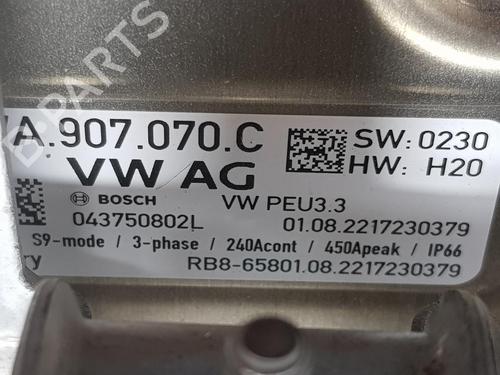 A.907.070.C
SW: 0230
HW: H20
VW AG
BOSCH
VW PEU3.3
043750802L
01.08.2217230379
S9-mode / 3-phase / 240Acont / 450Apeak / IP66
RB8-65801.08.2217230379
B-PARTS